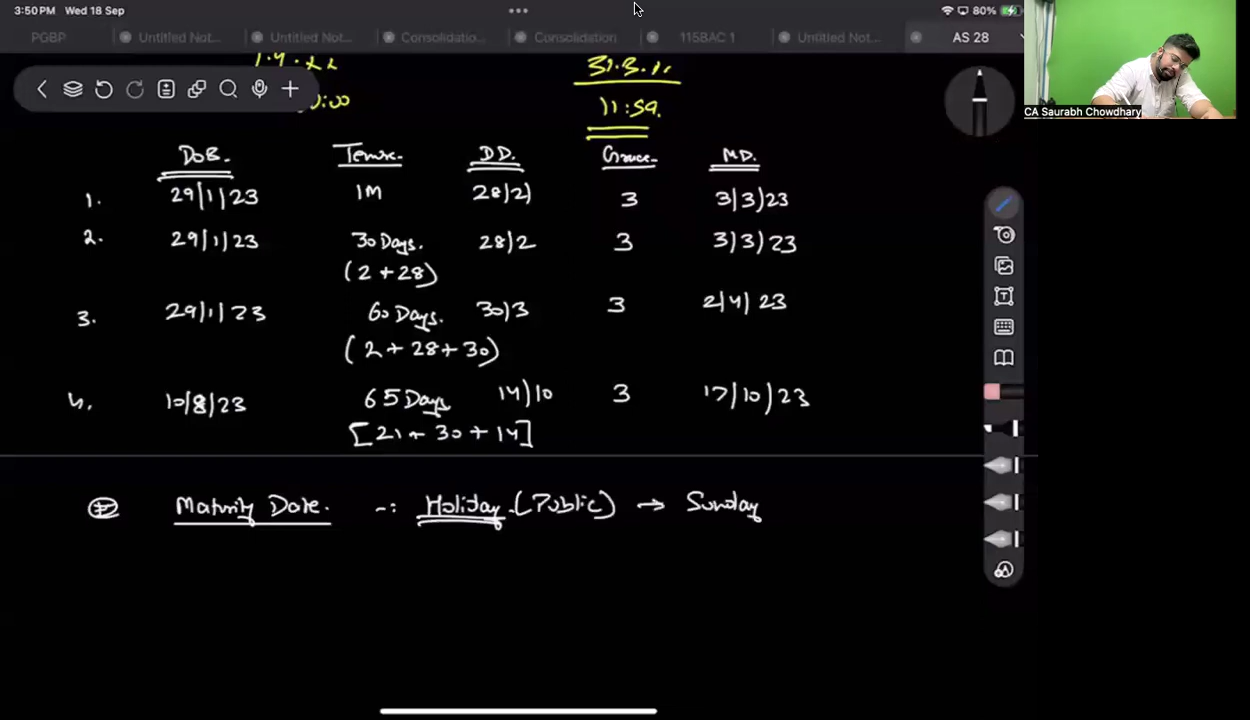 3:50 PM Wed 18 Sep
80%
PGBP
Untitled Not...
Untitled Not...
Consolidatio...
Consolidation
115BAC 1
Untitled Not...
AS 28
CA Saurabh Chowdhary
11:59.
DOB. Tenure. DD. Grace. MD.
1. 29|1|23 1M 28|2) 3 3|3|23
2. 29|1|23 30 Days. 28|2 3 3|3|23
(2 + 28)
3. 29|1|23 60 Days. 30|3 3 2|4|23
(2 + 28 + 30)
4. 10|8|23 65 Days 14|10 3 17|10|23
[21 + 30 + 14]
Maturity Date. -: Holiday.(Public) → Sunday